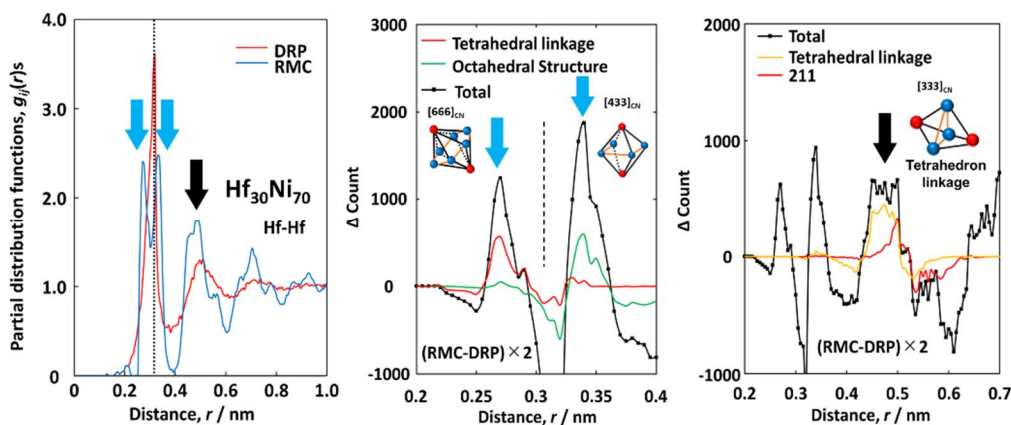 Partial distribution functions, gij(r)s
4.0
3.0
2.0
1.0
0.0
DRP
RMC
Hf30Ni70
Hf-Hf
0.0 0.2 0.4 0.6 0.8 1.0
Distance, r / nm
Δ Count
3000
2000
1000
0
-1000
Tetrahedral linkage
Octahedral Structure
Total
[666]CN
[433]CN
(RMC-DRP)×2
0.2 0.25 0.3 0.35 0.4
Distance, r / nm
Δ Count
2000
1000
0
-1000
Total
Tetrahedral linkage
211
[333]CN
Tetrahedron
linkage
(RMC-DRP)×2
0.2 0.3 0.4 0.5 0.6 0.7
Distance, r / nm